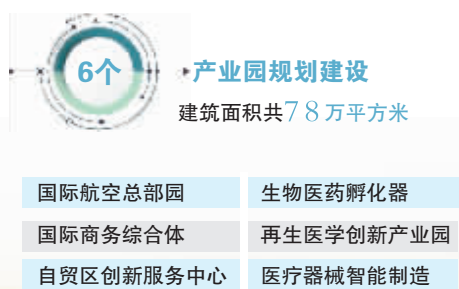 6个
产业园规划建设
建筑面积共78万平方米
国际航空总部园 生物医药孵化器
国际商务综合体 再生医学创新产业园
自贸区创新服务中心 医疗器械智能制造